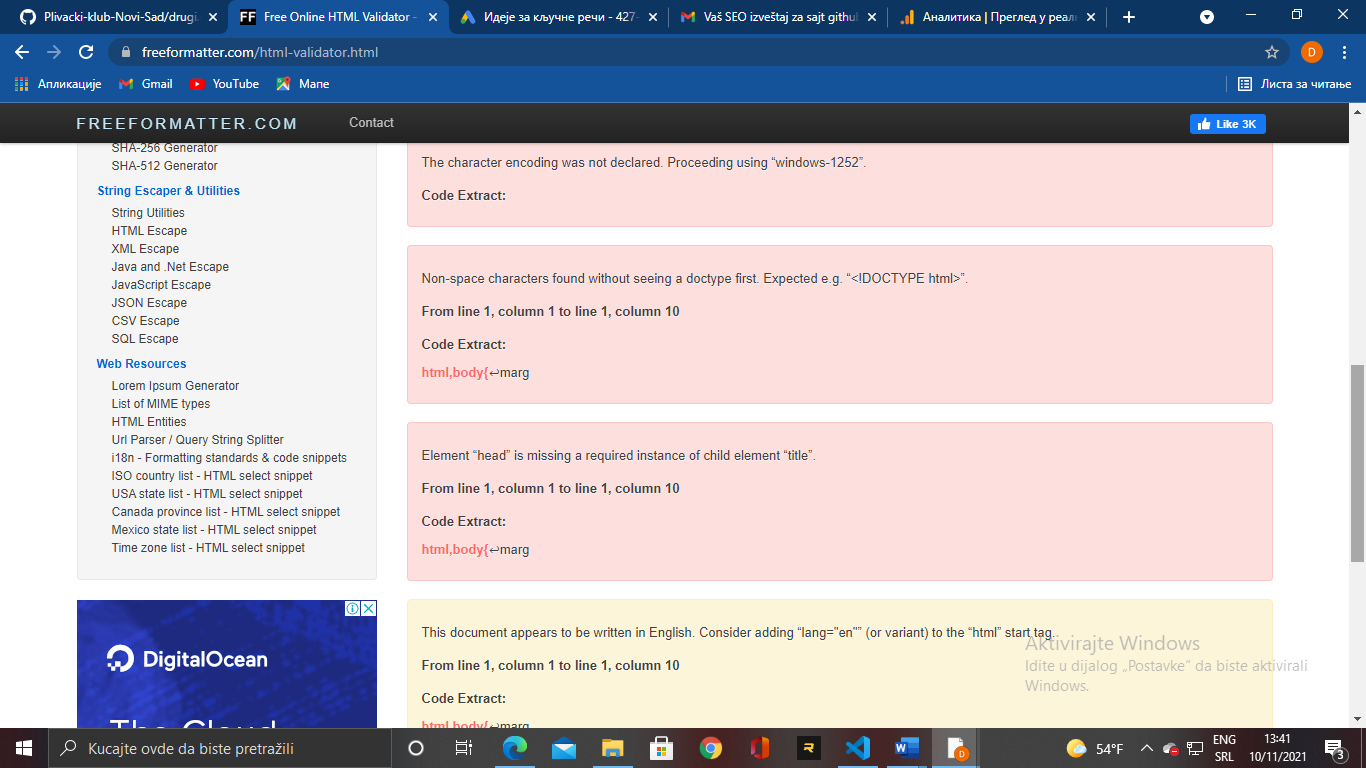 Plivacki-klub-Novi-Sad/drugi.
Free Online HTML Validator -
Идеје за кључне речи - 427-
Vaš SEO izveštaj za sajt githul
Аналитика | Преглед у реал
freeformatter.com/html-validator.html
D
Апликације
Gmail
YouTube
Мапе
Листа за читање
FREEFORMATTER.COM
Contact
Like 3K
SHA-256 Generator
SHA-512 Generator
String Escaper & Utilities
String Utilities
HTML Escape
XML Escape
Java and .Net Escape
JavaScript Escape
JSON Escape
CSV Escape
SQL Escape
Web Resources
Lorem Ipsum Generator
List of MIME types
HTML Entities
Url Parser / Query String Splitter
i18n - Formatting standards & code snippets
ISO country list - HTML select snippet
USA state list - HTML select snippet
Canada province list - HTML select snippet
Mexico state list - HTML select snippet
Time zone list - HTML select snippet
DigitalOcean
The Cloud
The character encoding was not declared. Proceeding using “windows-1252”.
Code Extract:
Non-space characters found without seeing a doctype first. Expected e.g. “<!DOCTYPE html>”.
From line 1, column 1 to line 1, column 10
Code Extract:
html,body{↩marg
Element “head” is missing a required instance of child element “title”.
From line 1, column 1 to line 1, column 10
Code Extract:
html,body{↩marg
This document appears to be written in English. Consider adding “lang="en"” (or variant) to the “html” start tag.
From line 1, column 1 to line 1, column 10
Code Extract:
html,body{↩marg
Aktivirajte Windows
Idite u dijalog „Postavke“ da biste aktivirali
Windows.
Kucajte ovde da biste pretražili
54°F
ENG
SRL
13:41
10/11/2021
3